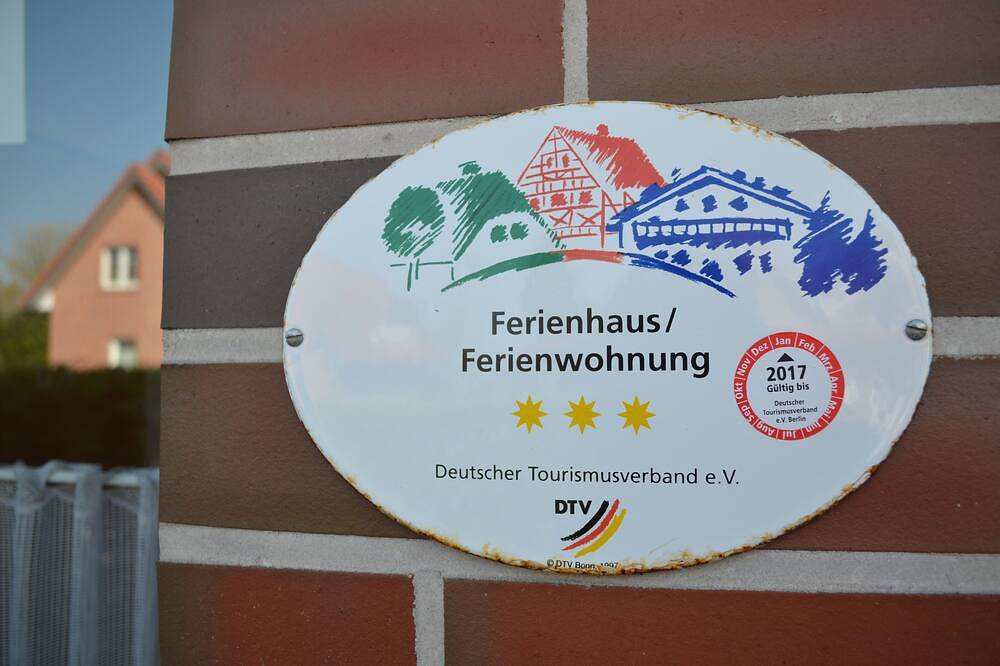 Ferienhaus/
Ferienwohnung
Jan Feb Mrz Apr Mai Jun Jul Aug Sep Okt Nov Dez
2017
Gültig bis
Deutscher
Tourismusverband
e.V. Berlin
Deutscher Tourismusverband e.V.
DTV
© DTV Bonn 1997